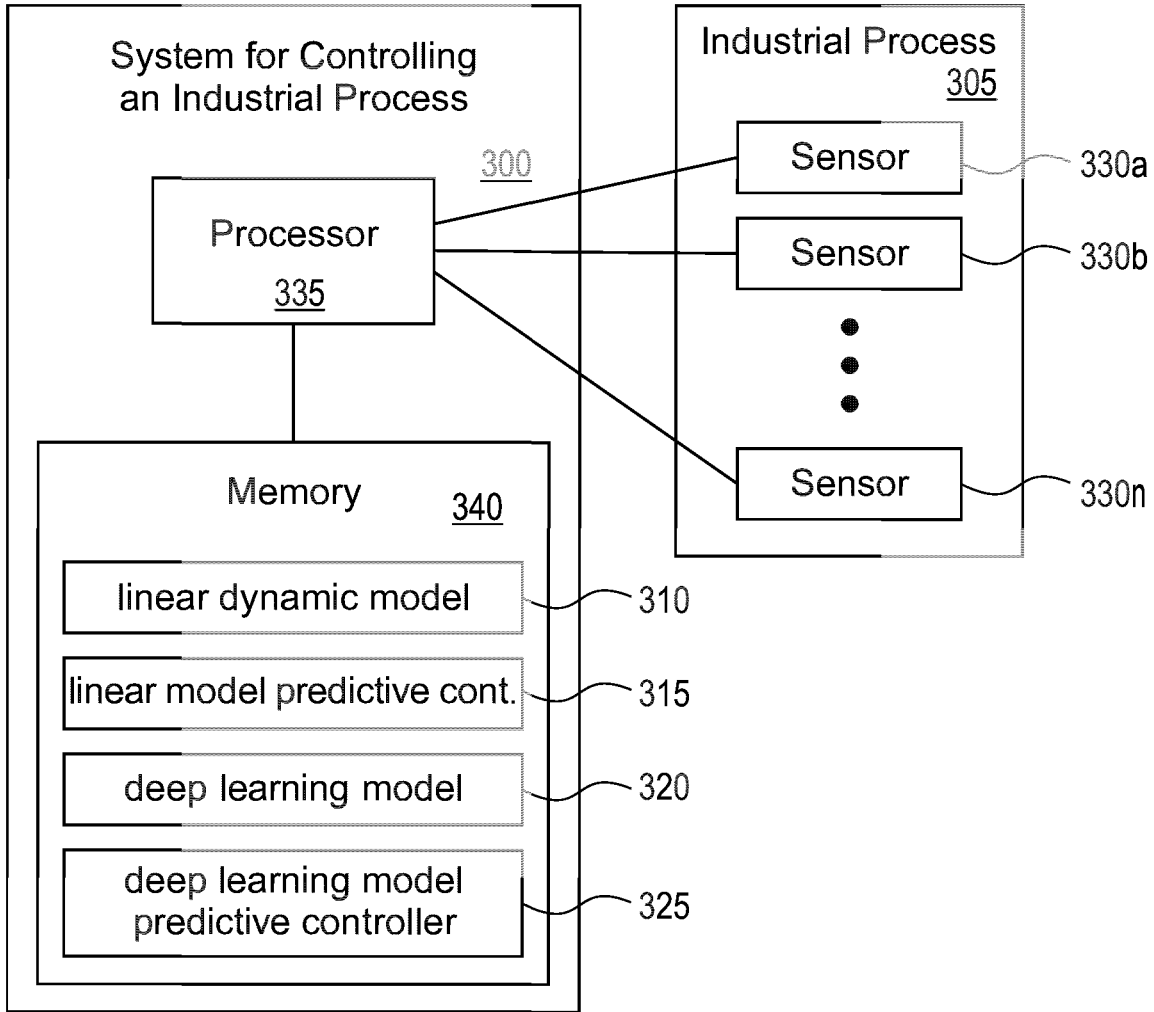 System for Controlling
an Industrial Process
300
Processor
335
Memory
340
linear dynamic model
310
linear model predictive cont.
315
deep learning model
320
deep learning model
predictive controller
325
Industrial Process
305
Sensor
330a
Sensor
330b
Sensor
330n